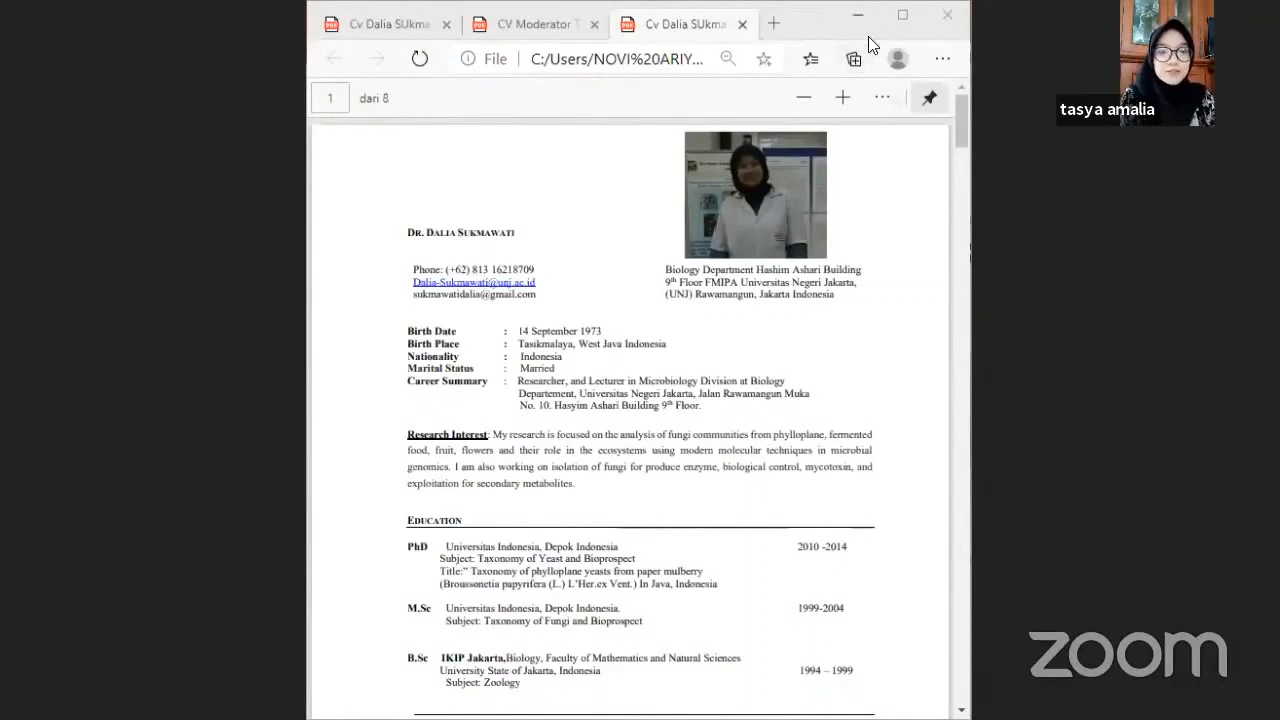 Cv Dalia SUkma
CV Moderator T
Cv Dalia SUkma
File
C:/Users/NOVI%20ARIY...
1 dari 8
tasya amalia
DR. DALIA SUKMAWATI
Phone: (+62) 813 16218709
Dalia-Sukmawati@unj.ac.id
sukmawatidalia@gmail.com
Biology Department Hashim Ashari Building
9th Floor FMIPA Universitas Negeri Jakarta,
(UNJ) Rawamangun, Jakarta Indonesia
Birth Date : 14 September 1973
Birth Place : Tasikmalaya, West Java Indonesia
Nationality : Indonesia
Marital Status : Married
Career Summary : Researcher, and Lecturer in Microbiology Division at Biology
Departement, Universitas Negeri Jakarta, Jalan Rawamangun Muka
No. 10. Hasyim Ashari Building 9th Floor.
Research Interest: My research is focused on the analysis of fungi communities from phylloplane, fermented
food, fruit, flowers and their role in the ecosystems using modern molecular techniques in microbial
genomics. I am also working on isolation of fungi for produce enzyme, biological control, mycotoxin, and
exploitation for secondary metabolites.
EDUCATION
PhD Universitas Indonesia, Depok Indonesia 2010 -2014
Subject: Taxonomy of Yeast and Bioprospect
Title:" Taxonomy of phylloplane yeasts from paper mulberry
(Broussonetia papyrifera (L.) L'Her.ex Vent.) In Java, Indonesia
M.Sc Universitas Indonesia, Depok Indonesia. 1999-2004
Subject: Taxonomy of Fungi and Bioprospect
B.Sc IKIP Jakarta,Biology, Faculty of Mathematics and Natural Sciences
University State of Jakarta, Indonesia 1994 – 1999
Subject: Zoology
zoom